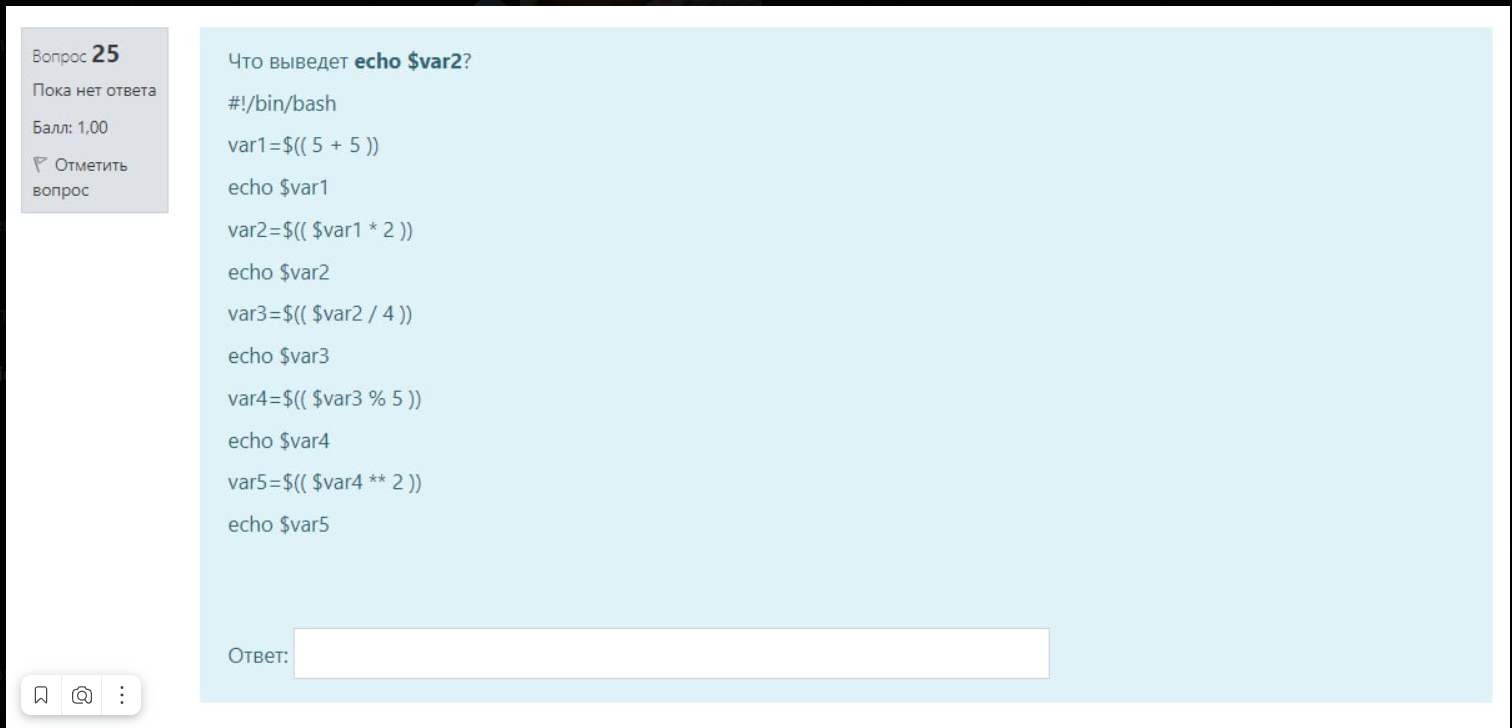 Вопрос 25
Пока нет ответа
Балл: 1,00
Отметить
вопрос
Что выведет echo $var2?
#!/bin/bash
var1=$(( 5 + 5 ))
echo $var1
var2=$(( $var1 * 2 ))
echo $var2
var3=$(( $var2 / 4 ))
echo $var3
var4=$(( $var3 % 5 ))
echo $var4
var5=$(( $var4 ** 2 ))
echo $var5
Ответ: